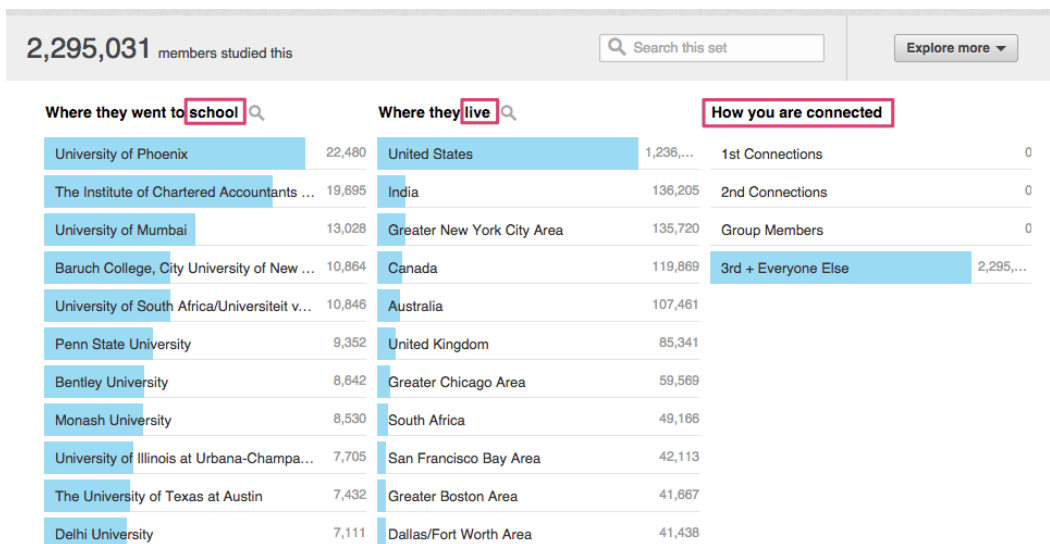 2,295,031 members studied this
Search this set
Explore more
Where they went to school
University of Phoenix 22,480
The Institute of Chartered Accountants ... 19,695
University of Mumbai 13,028
Baruch College, City University of New ... 10,864
University of South Africa/Universiteit v... 10,846
Penn State University 9,352
Bentley University 8,642
Monash University 8,530
University of Illinois at Urbana-Champa... 7,705
The University of Texas at Austin 7,432
Delhi University 7,111
Where they live
United States 1,236,...
India 136,205
Greater New York City Area 135,720
Canada 119,869
Australia 107,461
United Kingdom 85,341
Greater Chicago Area 59,569
South Africa 49,166
San Francisco Bay Area 42,113
Greater Boston Area 41,667
Dallas/Fort Worth Area 41,438
How you are connected
1st Connections 0
2nd Connections 0
Group Members 0
3rd + Everyone Else 2,295,...